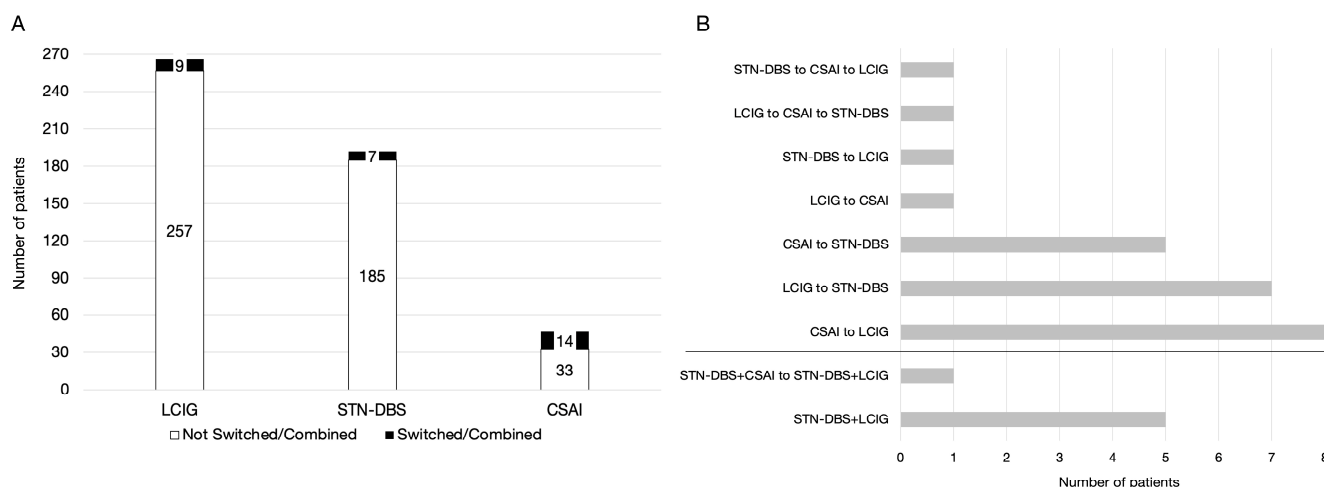 A
270
240
210
180
150
120
90
60
30
0
Number of patients
9
257
7
185
14
33
LCIG
STN-DBS
CSAI
Not Switched/Combined
Switched/Combined
B
STN-DBS to CSAI to LCIG
LCIG to CSAI to STN-DBS
STN-DBS to LCIG
LCIG to CSAI
CSAI to STN-DBS
LCIG to STN-DBS
CSAI to LCIG
STN-DBS+CSAI to STN-DBS+LCIG
STN-DBS+LCIG
0 1 2 3 4 5 6 7 8
Number of patients